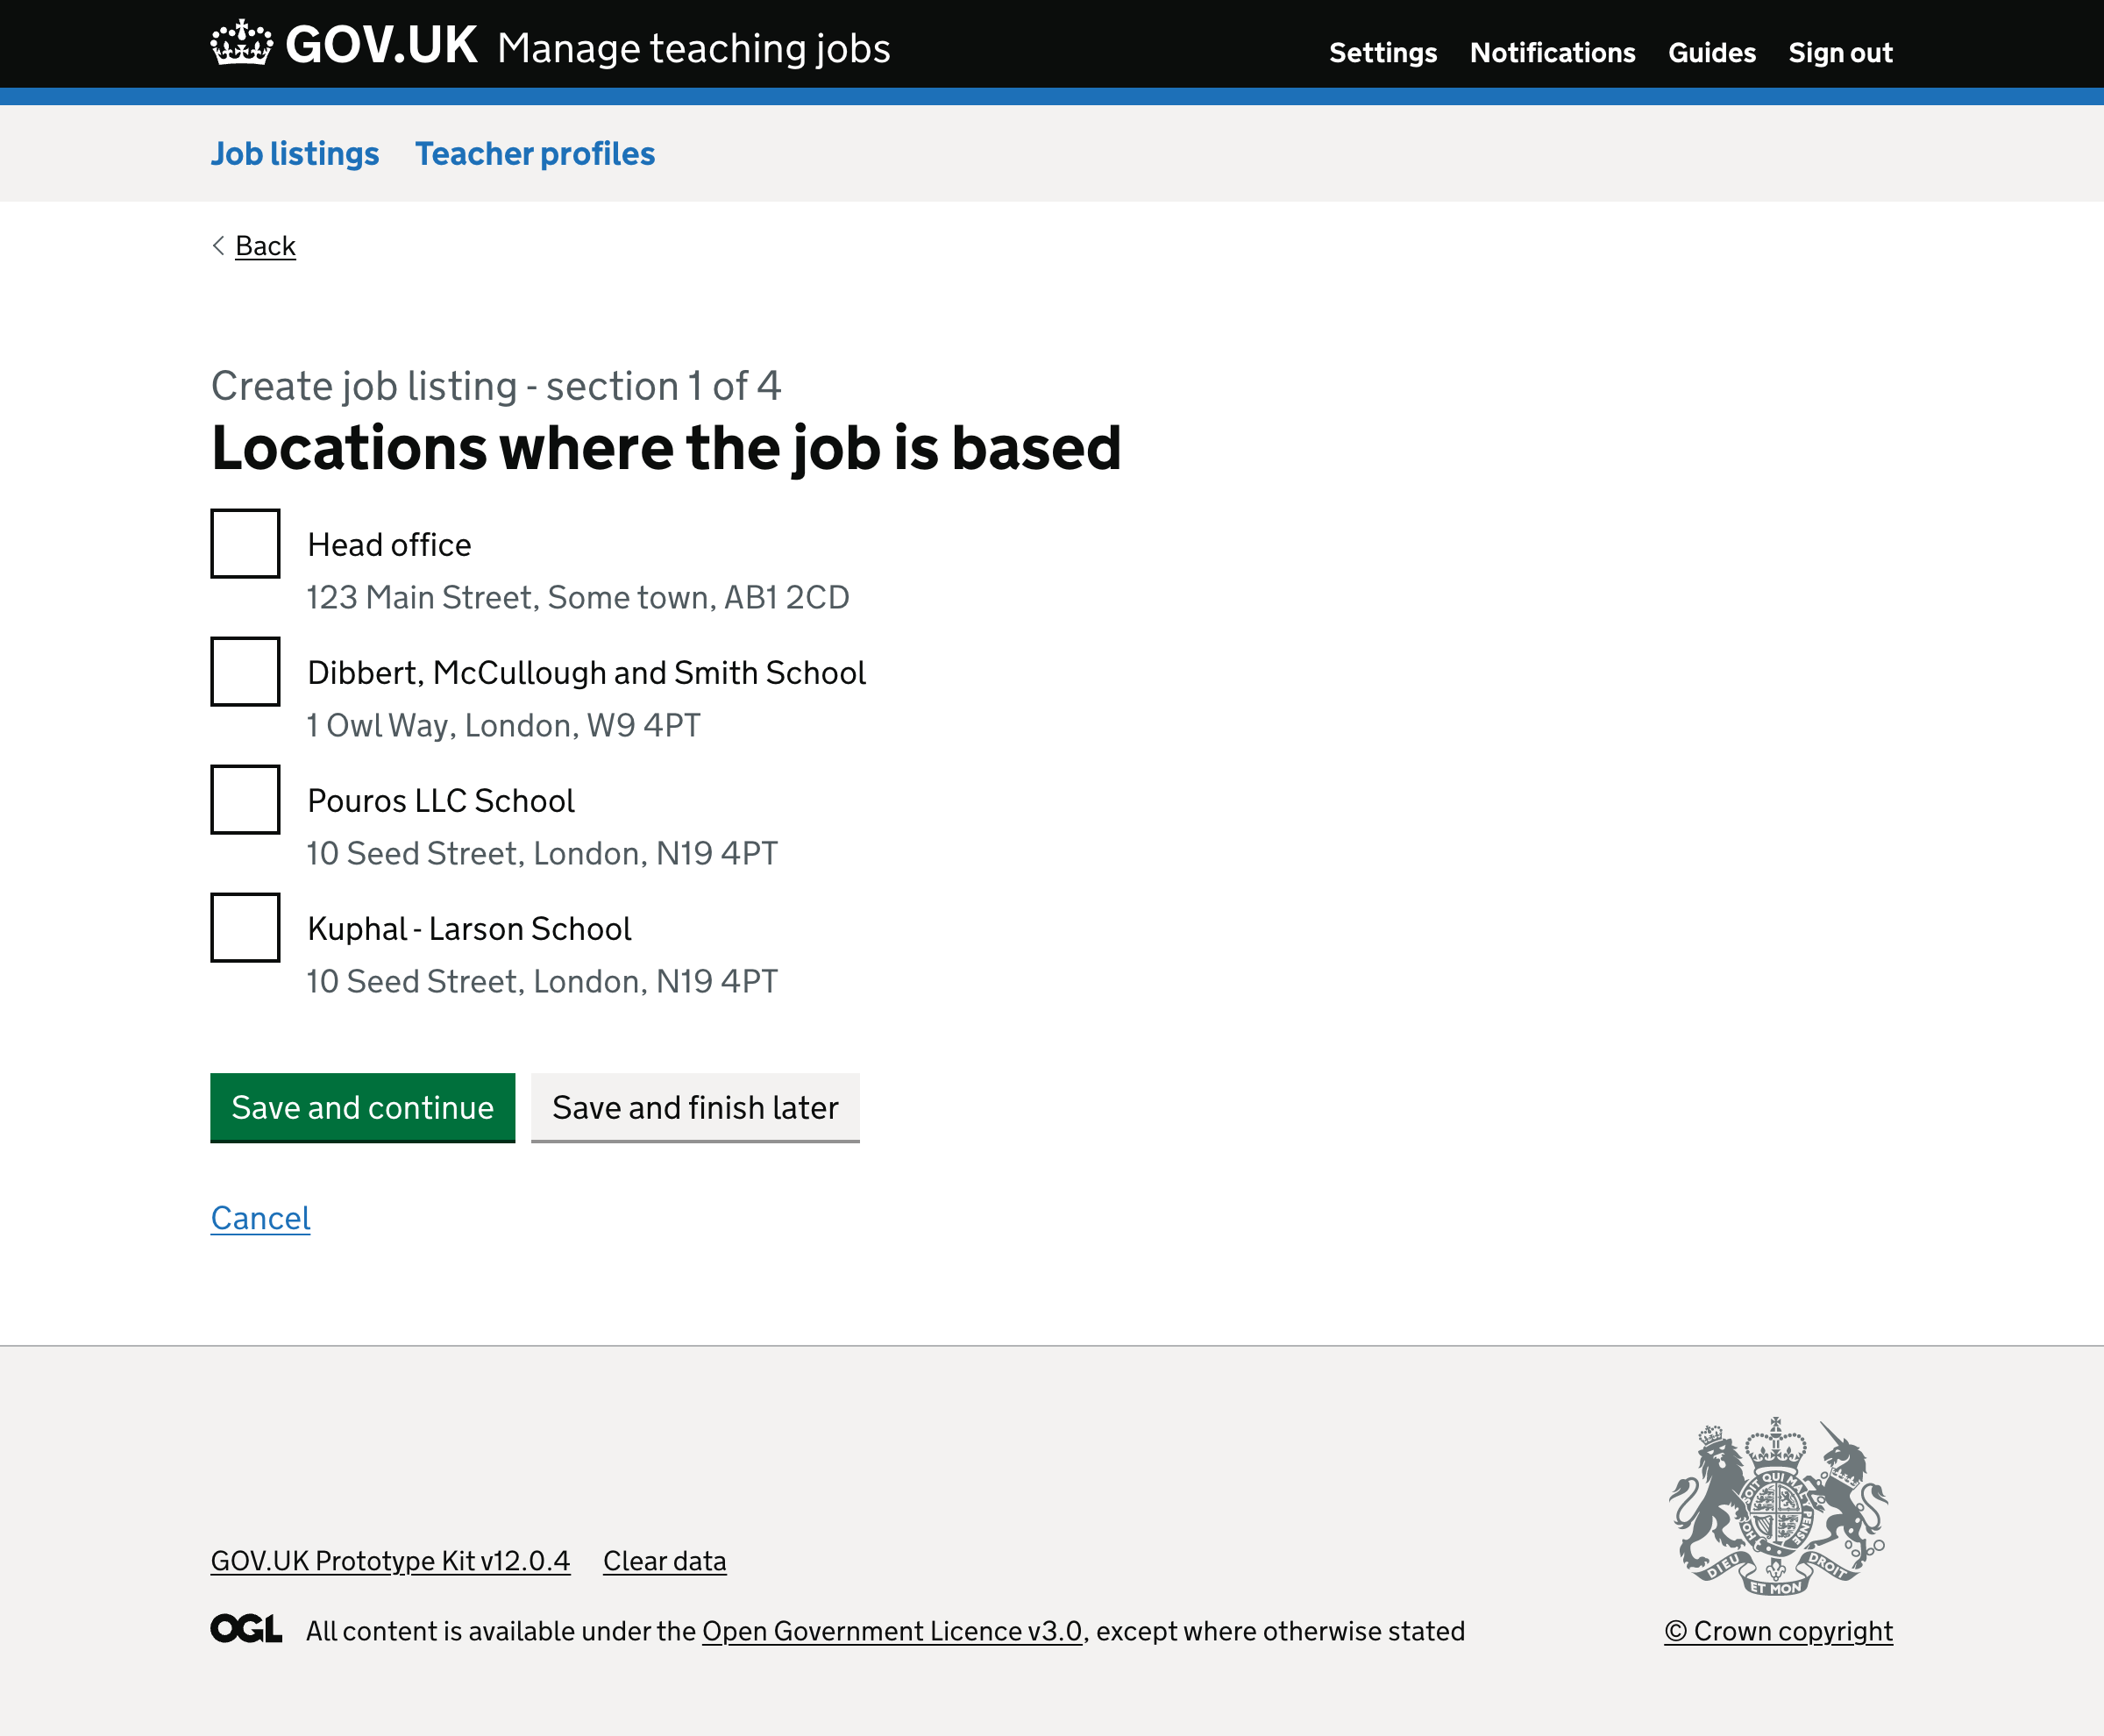 GOV.UK Manage teaching jobs
Settings Notifications Guides Sign out
Job listings Teacher profiles
Back
Create job listing - section 1 of 4
Locations where the job is based
Head office
123 Main Street, Some town, AB1 2CD
Dibbert, McCullough and Smith School
1 Owl Way, London, W9 4PT
Pouros LLC School
10 Seed Street, London, N19 4PT
Kuphal - Larson School
10 Seed Street, London, N19 4PT
Save and continue Save and finish later
Cancel
GOV.UK Prototype Kit v12.0.4 Clear data
OGL All content is available under the Open Government Licence v3.0, except where otherwise stated
DIEU ET MON DROIT
© Crown copyright